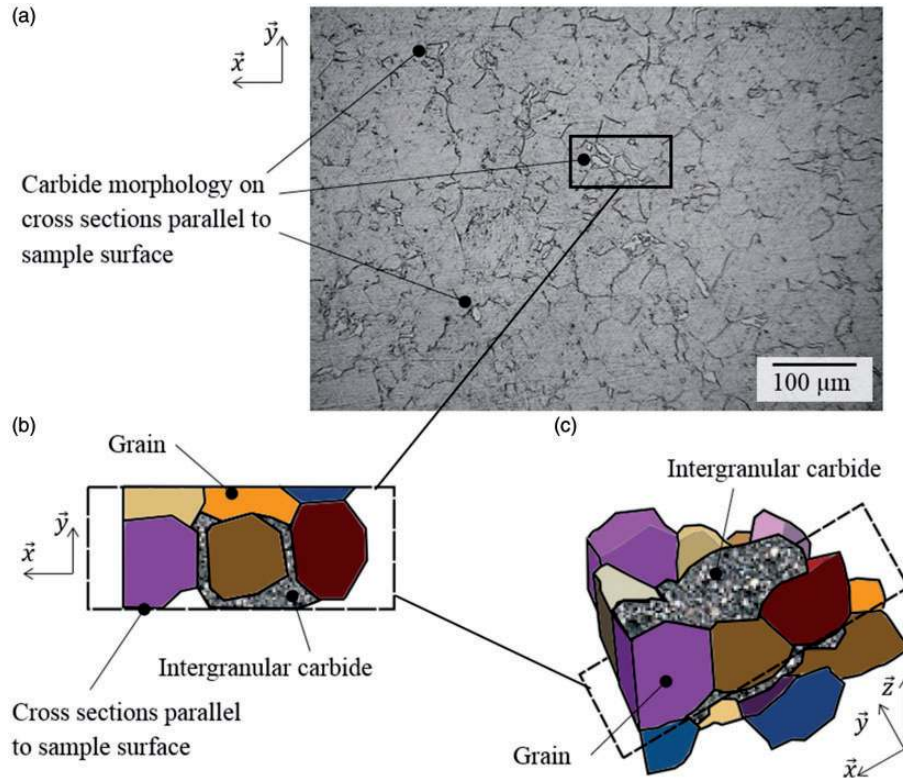 (a)
y
x
Carbide morphology on
cross sections parallel to
sample surface
100 μm
(b)
Grain
y
x
Intergranular carbide
Cross sections parallel
to sample surface
(c)
Intergranular carbide
Grain
z
y
x